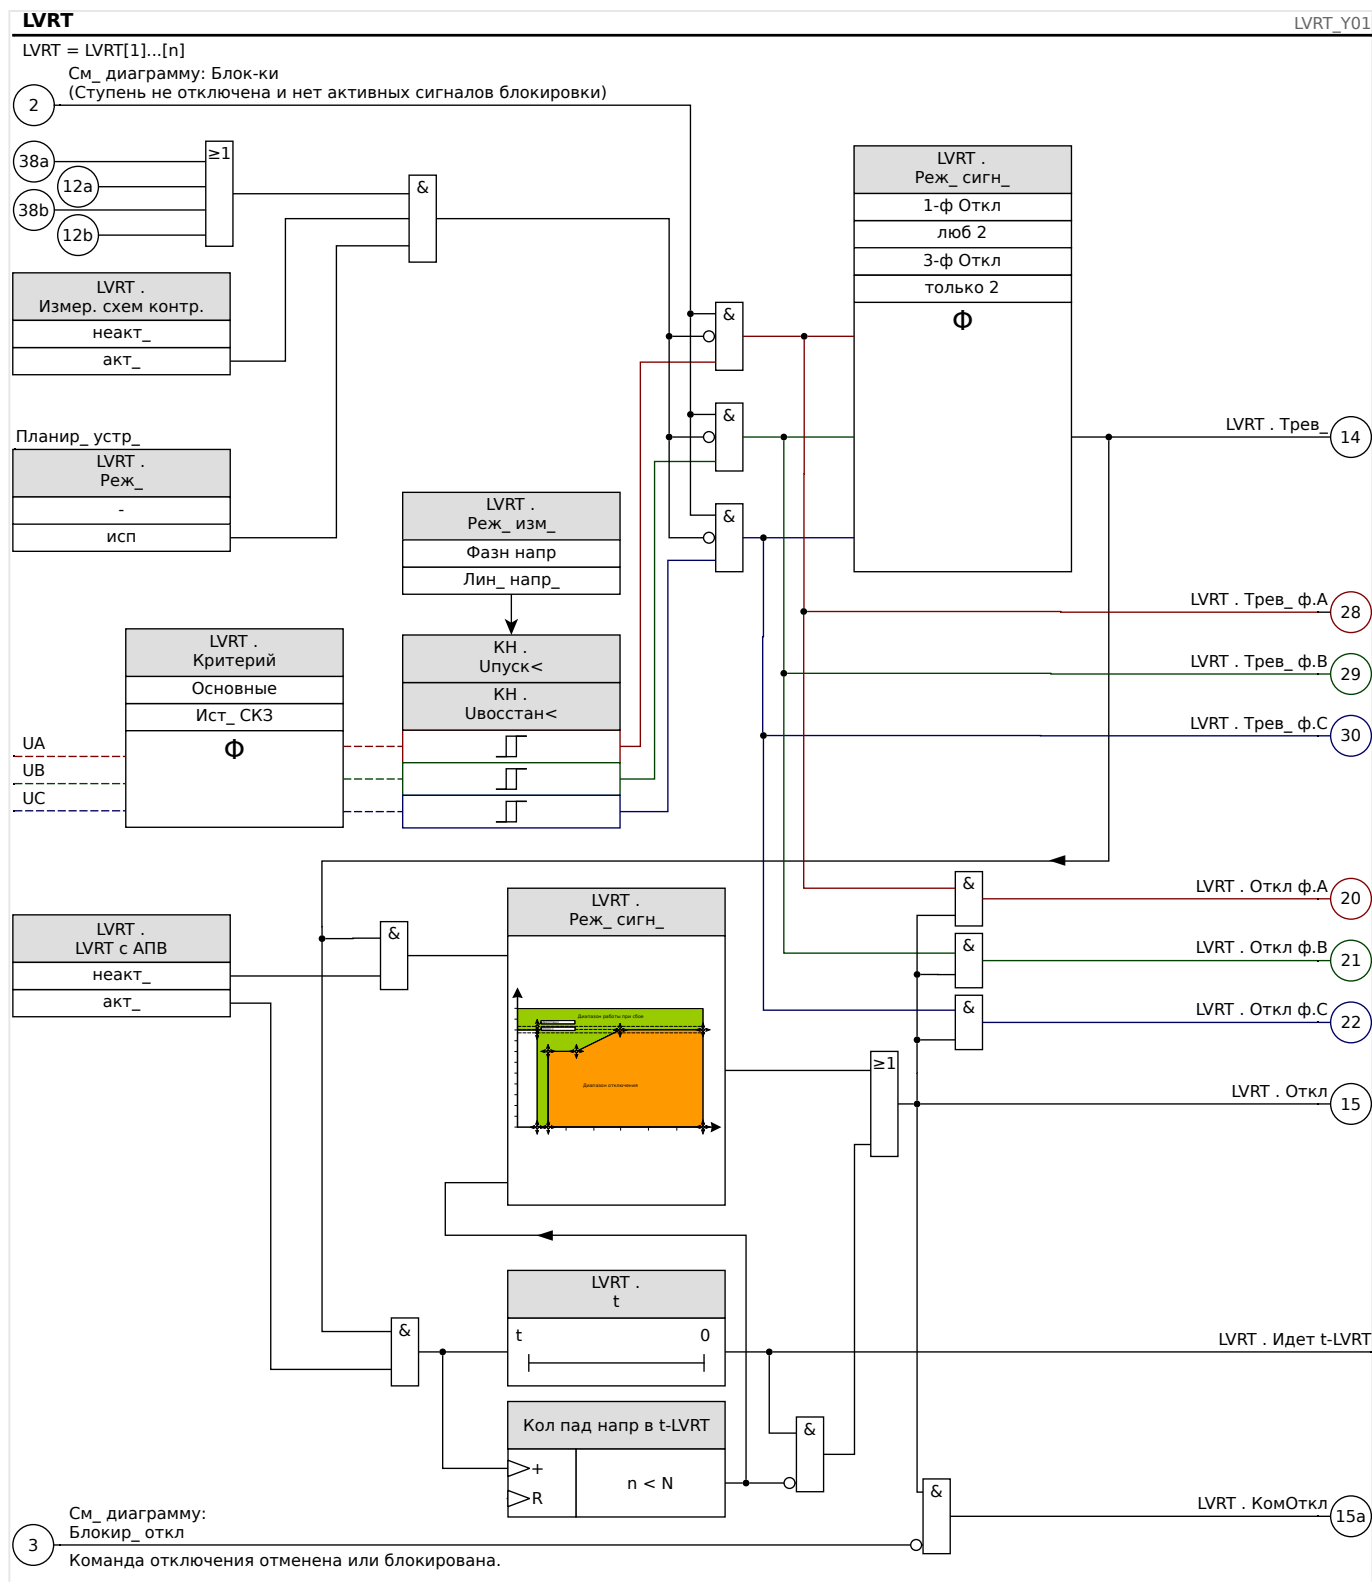 LVRT
LVRT_Y01
LVRT = LVRT[1]...[n]
См_ диаграмму: Блок-ки
(Ступень не отключена и нет активных сигналов блокировки)
2
38a
12a
38b
12b
≥1
&
LVRT .
Измер. схем контр.
неакт_
акт_
Планир_ устр_
LVRT .
Реж_
-
исп
LVRT .
Реж_ изм_
Фазн напр
Лин_ напр_
&
&
&
LVRT .
Реж_ сигн_
1-ф Откл
люб 2
3-ф Откл
только 2
Φ
LVRT . Трев_
14
LVRT . Трев_ ф.A
28
LVRT . Трев_ ф.B
29
LVRT . Трев_ ф.C
30
LVRT .
Критерий
Основные
Ист_ СКЗ
Φ
UA
UB
UC
КН .
Uпуск<
КН .
Uвосстан<
LVRT .
LVRT с АПВ
неакт_
акт_
&
LVRT .
Реж_ сигн_
Диапазон работы при сбое
Диапазон отключения
&
LVRT . Откл ф.A
20
&
LVRT . Откл ф.B
21
&
LVRT . Откл ф.C
22
≥1
LVRT . Откл
15
&
LVRT .
t
t
0
LVRT . Идет t-LVRT
Кол пад напр в t-LVRT
+
R
n < N
&
&
LVRT . КомОткл
15a
См_ диаграмму:
Блокир_ откл
3
Команда отключения отменена или блокирована.